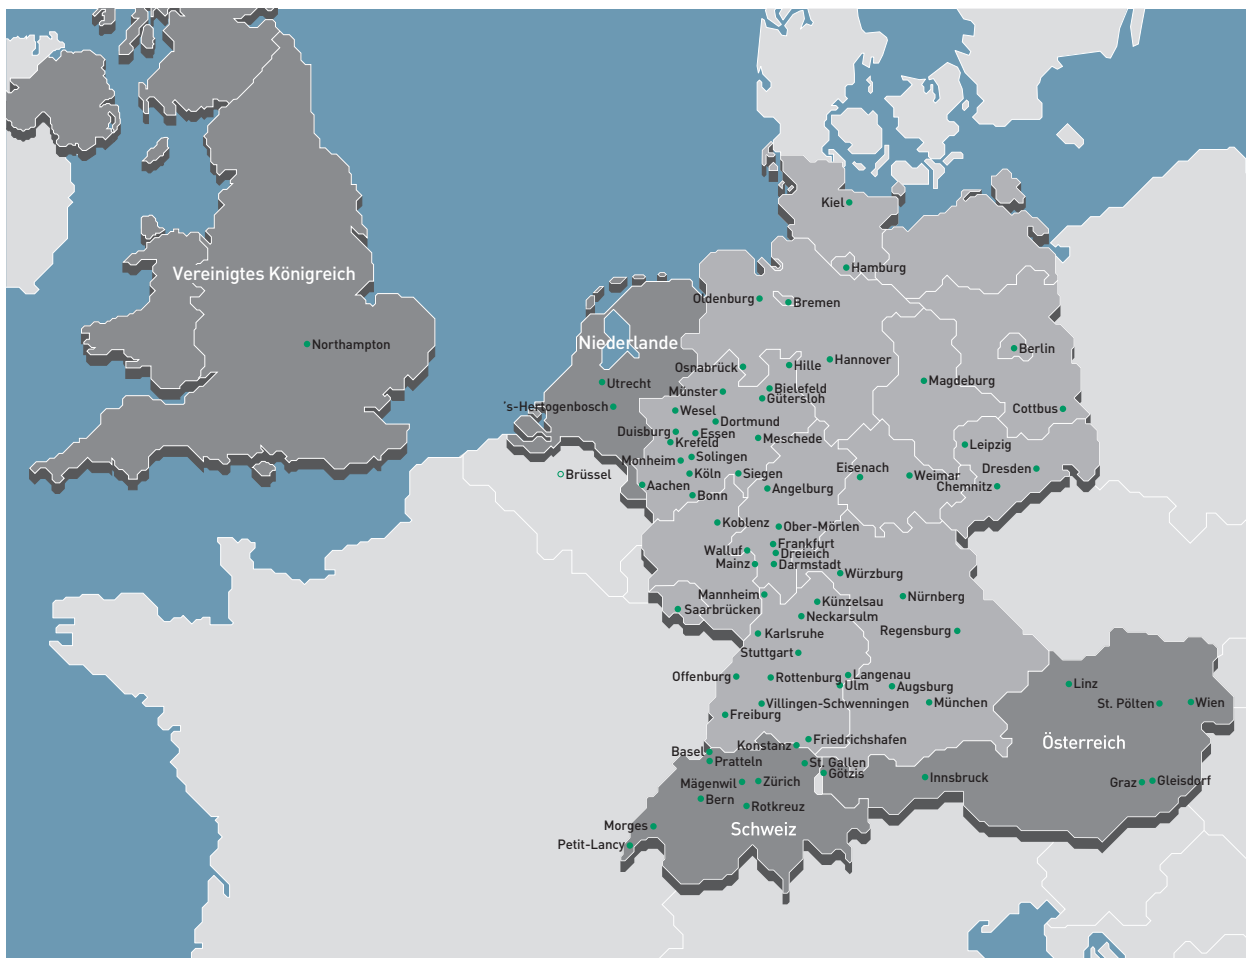 Kiel
Vereinigtes Königreich
Hamburg
Oldenburg
Bremen
Northampton
Niederlande
Berlin
Osnabrück
Hille
Hannover
Utrecht
Münster
Bielefeld
Magdeburg
Gütersloh
's-Hertogenbosch
Wesel
Cottbus
Dortmund
Duisburg
Essen
Krefeld
Meschede
Leipzig
Solingen
Monheim
Brüssel
Köln
Siegen
Eisenach
Weimar
Dresden
Aachen
Angelburg
Chemnitz
Bonn
Koblenz
Ober-Mörlen
Frankfurt
Walluf
Dreieich
Mainz
Darmstadt
Würzburg
Mannheim
Künzelsau
Nürnberg
Saarbrücken
Neckarsulm
Karlsruhe
Regensburg
Stuttgart
Offenburg
Rottenburg
Langenau
Ulm
Augsburg
Linz
Villingen-Schwenningen
München
St. Pölten
Wien
Freiburg
Friedrichshafen
Konstanz
Österreich
Basel
Pratteln
St. Gallen
Götzis
Innsbruck
Mägenwil
Zürich
Graz
Gleisdorf
Bern
Rotkreuz
Morges
Schweiz
Petit-Lancy